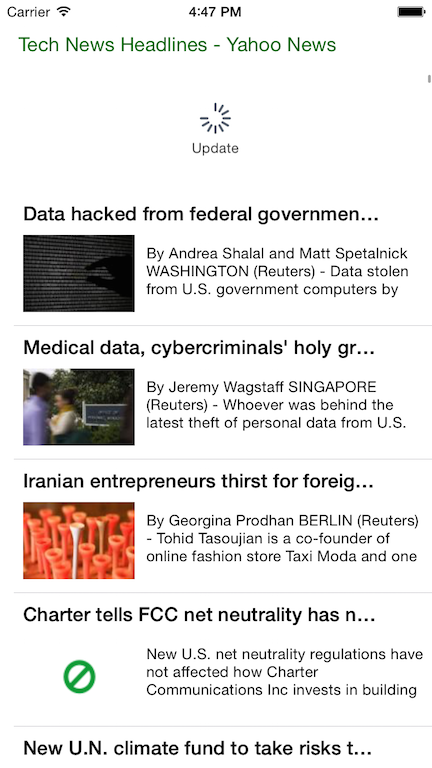 Carrier 4:47 PM
Tech News Headlines - Yahoo News
Update
Data hacked from federal governmen...
By Andrea Shalal and Matt Spetalnick
WASHINGTON (Reuters) - Data stolen
from U.S. government computers by
Medical data, cybercriminals' holy gr...
By Jeremy Wagstaff SINGAPORE
(Reuters) - Whoever was behind the
latest theft of personal data from U.S.
Iranian entrepreneurs thirst for foreig...
By Georgina Prodhan BERLIN (Reuters)
- Tohid Tasoujian is a co-founder of
online fashion store Taxi Moda and one
Charter tells FCC net neutrality has n...
New U.S. net neutrality regulations have
not affected how Charter
Communications Inc invests in building
New U.N. climate fund to take risks t...